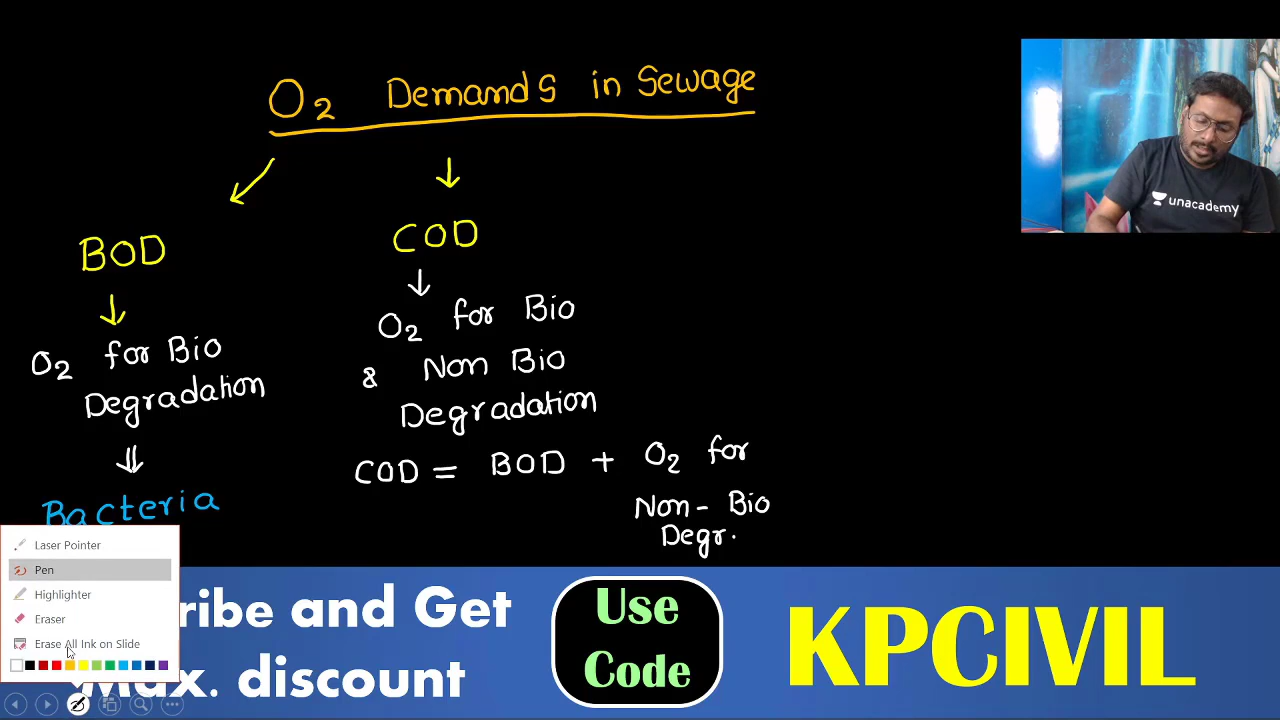 O2 Demands in Sewage
BOD
O2 for Bio
Degradation
Bacteria
COD
O2 for Bio
& Non Bio
Degradation
COD = BOD + O2 for
Non - Bio
Degr.
unacademy
Laser Pointer
Pen
Highlighter
Eraser
Erase All Ink on Slide
ribe and Get
Max. discount
Use
Code
KPCIVIL